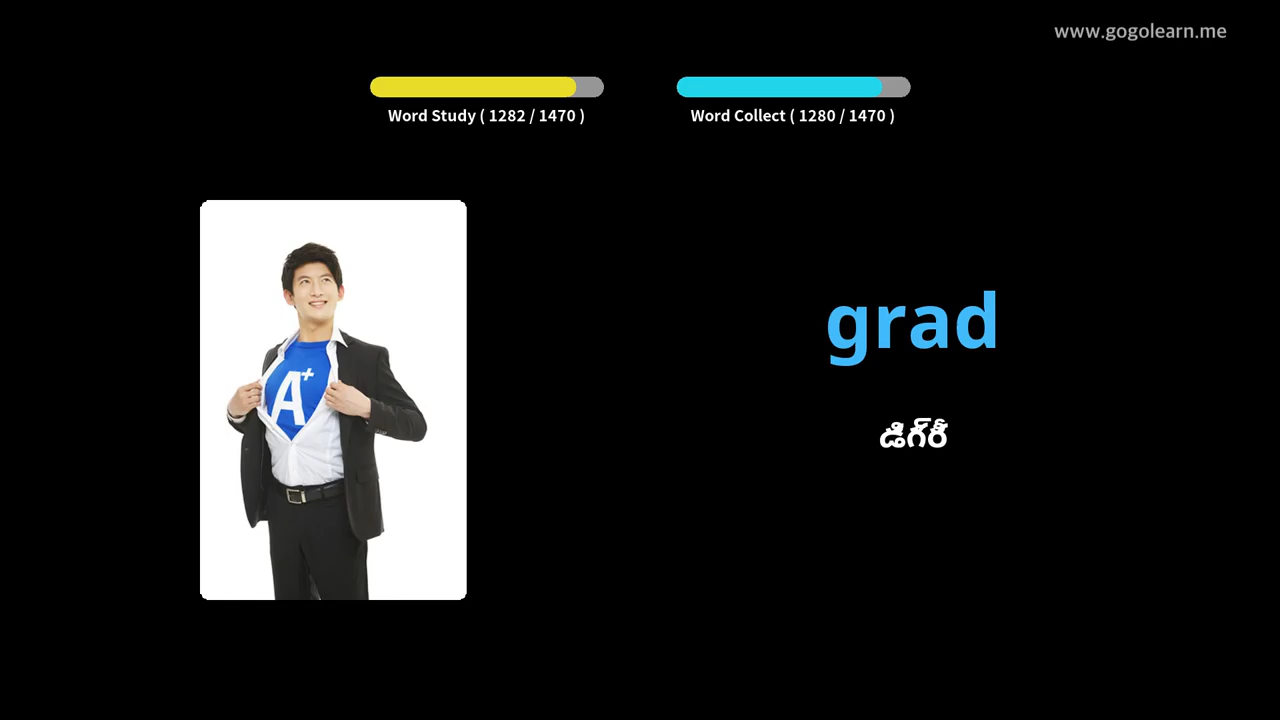 www.gogolearn.me
Word Study ( 1282 / 1470 )
Word Collect ( 1280 / 1470 )
A+
grad
డిగ్రీ